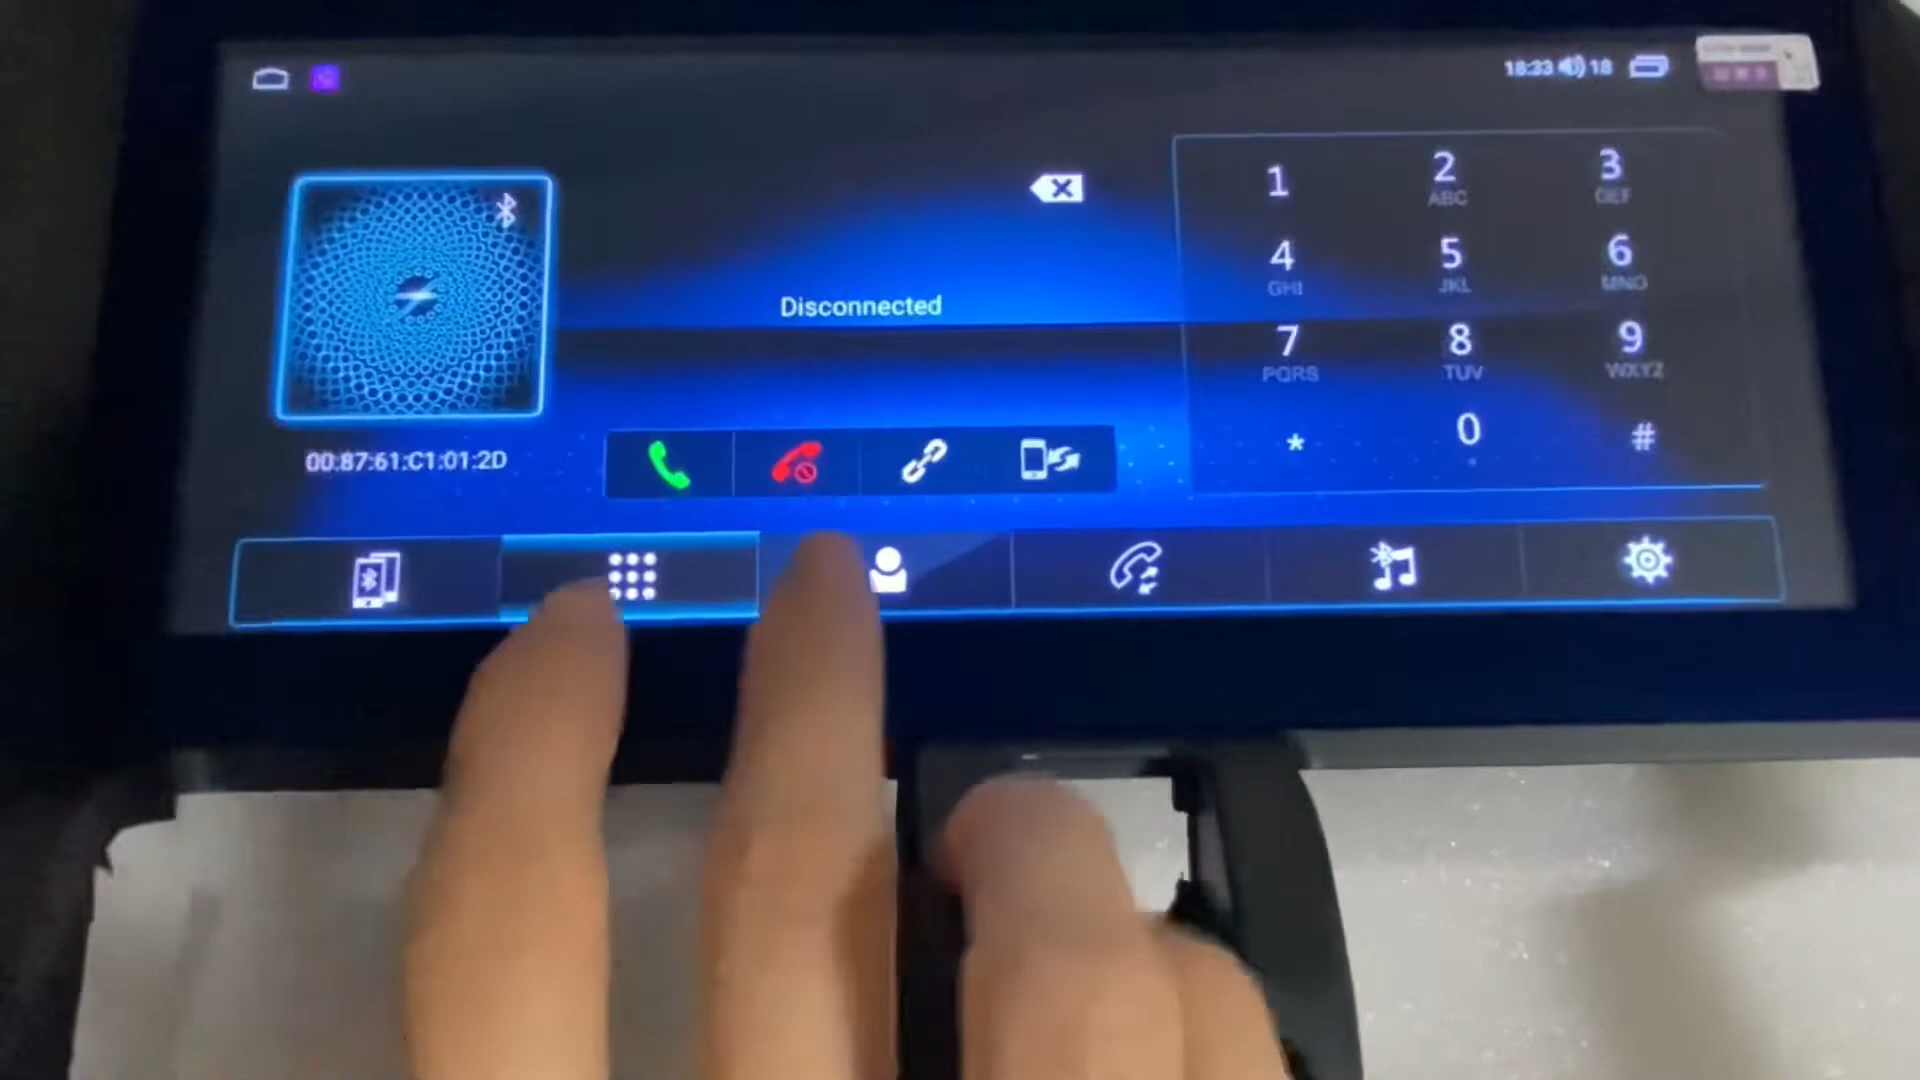 18:33 18
1
2
ABC
3
DEF
4
GHI
5
JKL
6
MNO
Disconnected
7
PQRS
8
TUV
9
WXYZ
*
0
#
00:87:61:C1:01:2D